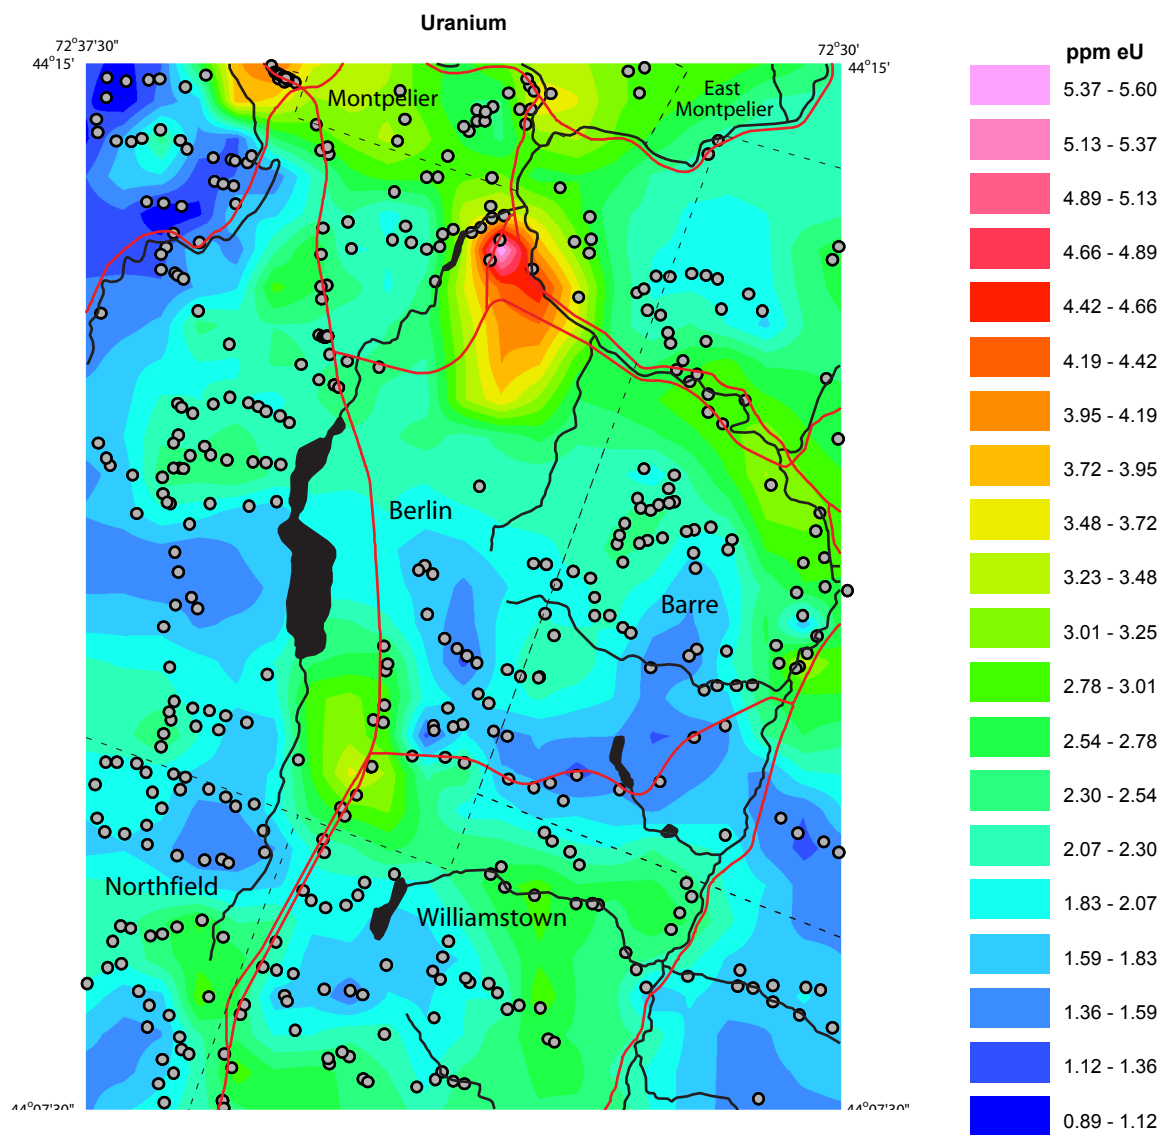 Uranium
72°37'30"
72°30'
44°15'
44°15'
ppm eU
East
Montpelier
Montpelier
Berlin
Barre
Northfield
Williamstown
44°07'30"
44°07'30"
5.37 - 5.60
5.13 - 5.37
4.89 - 5.13
4.66 - 4.89
4.42 - 4.66
4.19 - 4.42
3.95 - 4.19
3.72 - 3.95
3.48 - 3.72
3.23 - 3.48
3.01 - 3.25
2.78 - 3.01
2.54 - 2.78
2.30 - 2.54
2.07 - 2.30
1.83 - 2.07
1.59 - 1.83
1.36 - 1.59
1.12 - 1.36
0.89 - 1.12